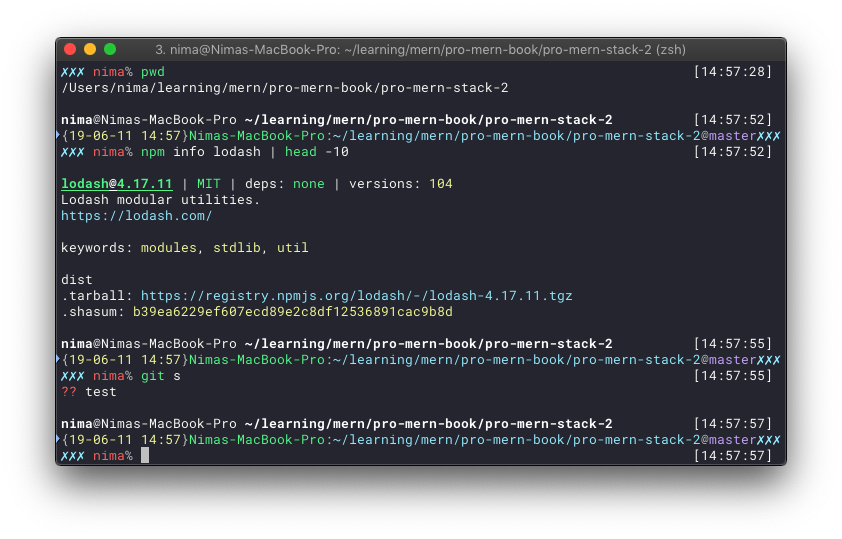 3. nima@Nimas-MacBook-Pro: ~/learning/mern/pro-mern-book/pro-mern-stack-2 (zsh)
✗✗✗ nima% pwd [14:57:28]
/Users/nima/learning/mern/pro-mern-book/pro-mern-stack-2
nima@Nimas-MacBook-Pro ~/learning/mern/pro-mern-book/pro-mern-stack-2 [14:57:52]
{19-06-11 14:57}Nimas-MacBook-Pro:~/learning/mern/pro-mern-book/pro-mern-stack-2@master✗✗✗
✗✗✗ nima% npm info lodash | head -10 [14:57:52]
lodash@4.17.11 | MIT | deps: none | versions: 104
Lodash modular utilities.
https://lodash.com/
keywords: modules, stdlib, util
dist
.tarball: https://registry.npmjs.org/lodash/-/lodash-4.17.11.tgz
.shasum: b39ea6229ef607ecd89e2c8df12536891cac9b8d
nima@Nimas-MacBook-Pro ~/learning/mern/pro-mern-book/pro-mern-stack-2 [14:57:55]
{19-06-11 14:57}Nimas-MacBook-Pro:~/learning/mern/pro-mern-book/pro-mern-stack-2@master✗✗✗
✗✗✗ nima% git s [14:57:55]
?? test
nima@Nimas-MacBook-Pro ~/learning/mern/pro-mern-book/pro-mern-stack-2 [14:57:57]
{19-06-11 14:57}Nimas-MacBook-Pro:~/learning/mern/pro-mern-book/pro-mern-stack-2@master✗✗✗
✗✗✗ nima% [14:57:57]